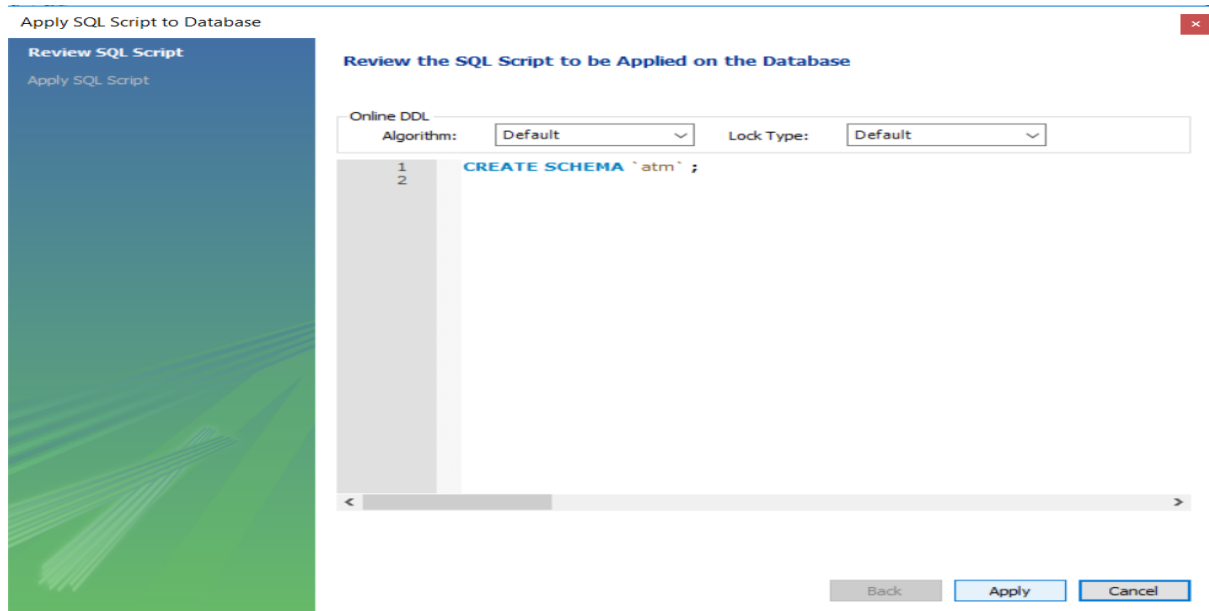 Apply SQL Script to Database
Review SQL Script
Apply SQL Script
Review the SQL Script to be Applied on the Database
Online DDL
Algorithm: Default Lock Type: Default
1 CREATE SCHEMA `atm` ;
2
Back Apply Cancel